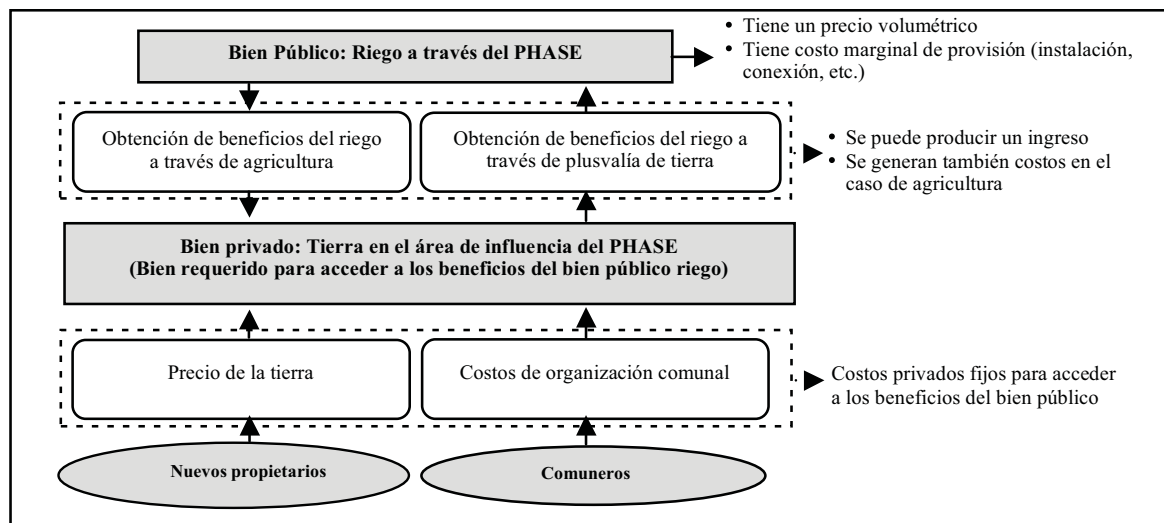 Bien Público: Riego a través del PHASE
• Tiene un precio volumétrico
• Tiene costo marginal de provisión (instalación,
conexión, etc.)
Obtención de beneficios del riego
a través de agricultura
Obtención de beneficios del riego
a través de plusvalía de tierra
• Se puede producir un ingreso
• Se generan también costos en el
caso de agricultura
Bien privado: Tierra en el área de influencia del PHASE
(Bien requerido para acceder a los beneficios del bien público riego)
Precio de la tierra
Costos de organización comunal
Costos privados fijos para acceder
a los beneficios del bien público
Nuevos propietarios
Comuneros